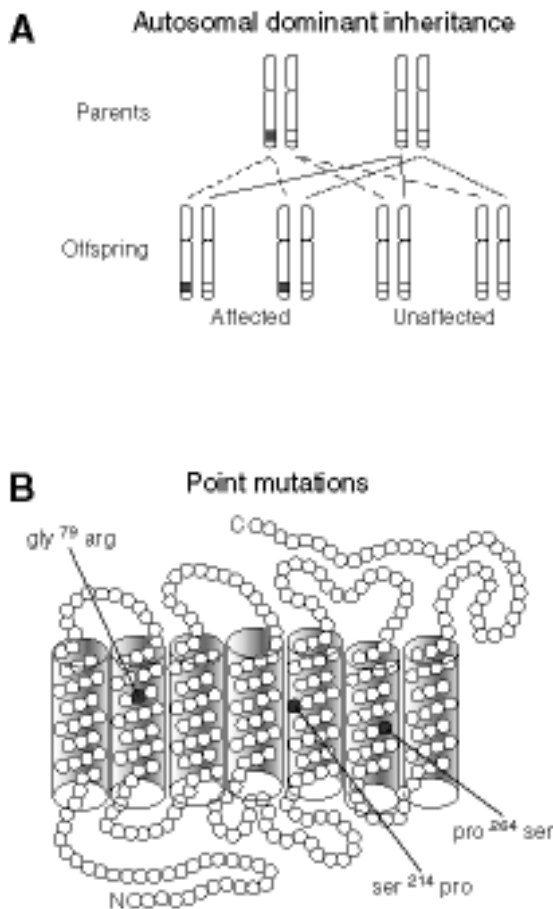 A
Autosomal dominant inheritance
Parents
Offspring
Affected
Unaffected
B
Point mutations
C
gly 79 arg
pro 264 ser
ser 214 pro
N